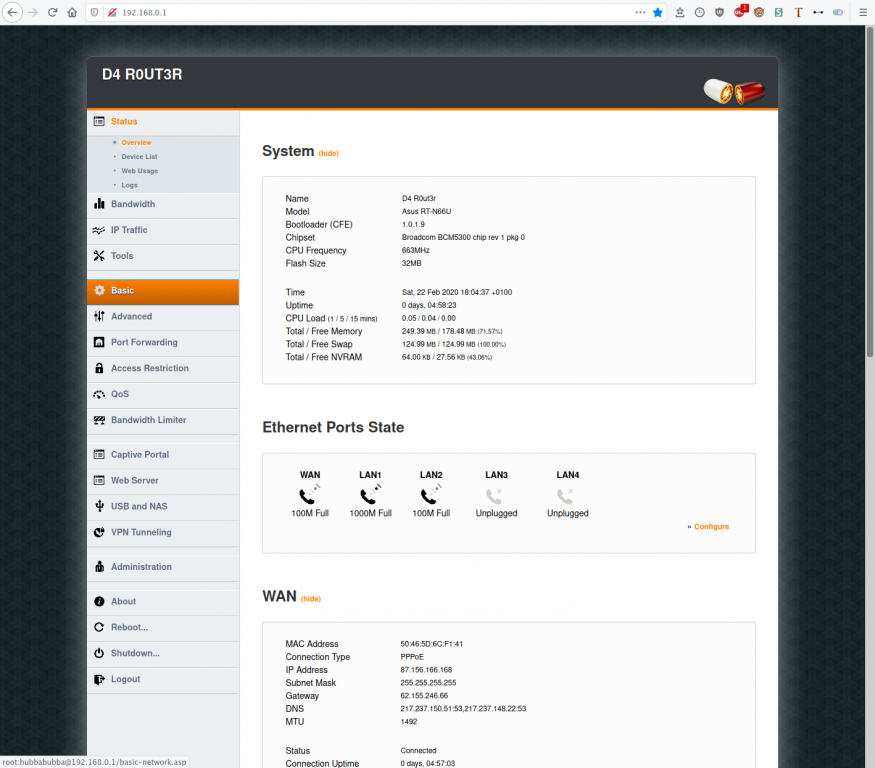 192.168.0.1
1
D4 R0UT3R
Status
Overview
Device List
Web Usage
Logs
Bandwidth
IP Traffic
Tools
Basic
Advanced
Port Forwarding
Access Restriction
QoS
Bandwidth Limiter
Captive Portal
Web Server
USB and NAS
VPN Tunneling
Administration
About
Reboot...
Shutdown...
Logout
System (hide)
Name D4 R0ut3r
Model Asus RT-N66U
Bootloader (CFE) 1.0.1.9
Chipset Broadcom BCM5300 chip rev 1 pkg 0
CPU Frequency 663MHz
Flash Size 32MB
Time Sat, 22 Feb 2020 18:04:37 +0100
Uptime 0 days, 04:58:23
CPU Load (1 / 5 / 15 mins) 0.05 / 0.04 / 0.00
Total / Free Memory 249.39 MB / 178.48 MB (71.57%)
Total / Free Swap 124.99 MB / 124.99 MB (100.00%)
Total / Free NVRAM 64.00 KB / 27.56 KB (43.06%)
Ethernet Ports State
WAN LAN1 LAN2 LAN3 LAN4
100M Full 1000M Full 100M Full Unplugged Unplugged
» Configure
WAN (hide)
MAC Address 50:46:5D:6C:F1:41
Connection Type PPPoE
IP Address 87.156.166.168
Subnet Mask 255.255.255.255
Gateway 62.155.246.66
DNS 217.237.150.51:53,217.237.148.22:53
MTU 1492
Status Connected
Connection Uptime 0 days, 04:57:03
root:hubbabubba@192.168.0.1/basic-network.asp